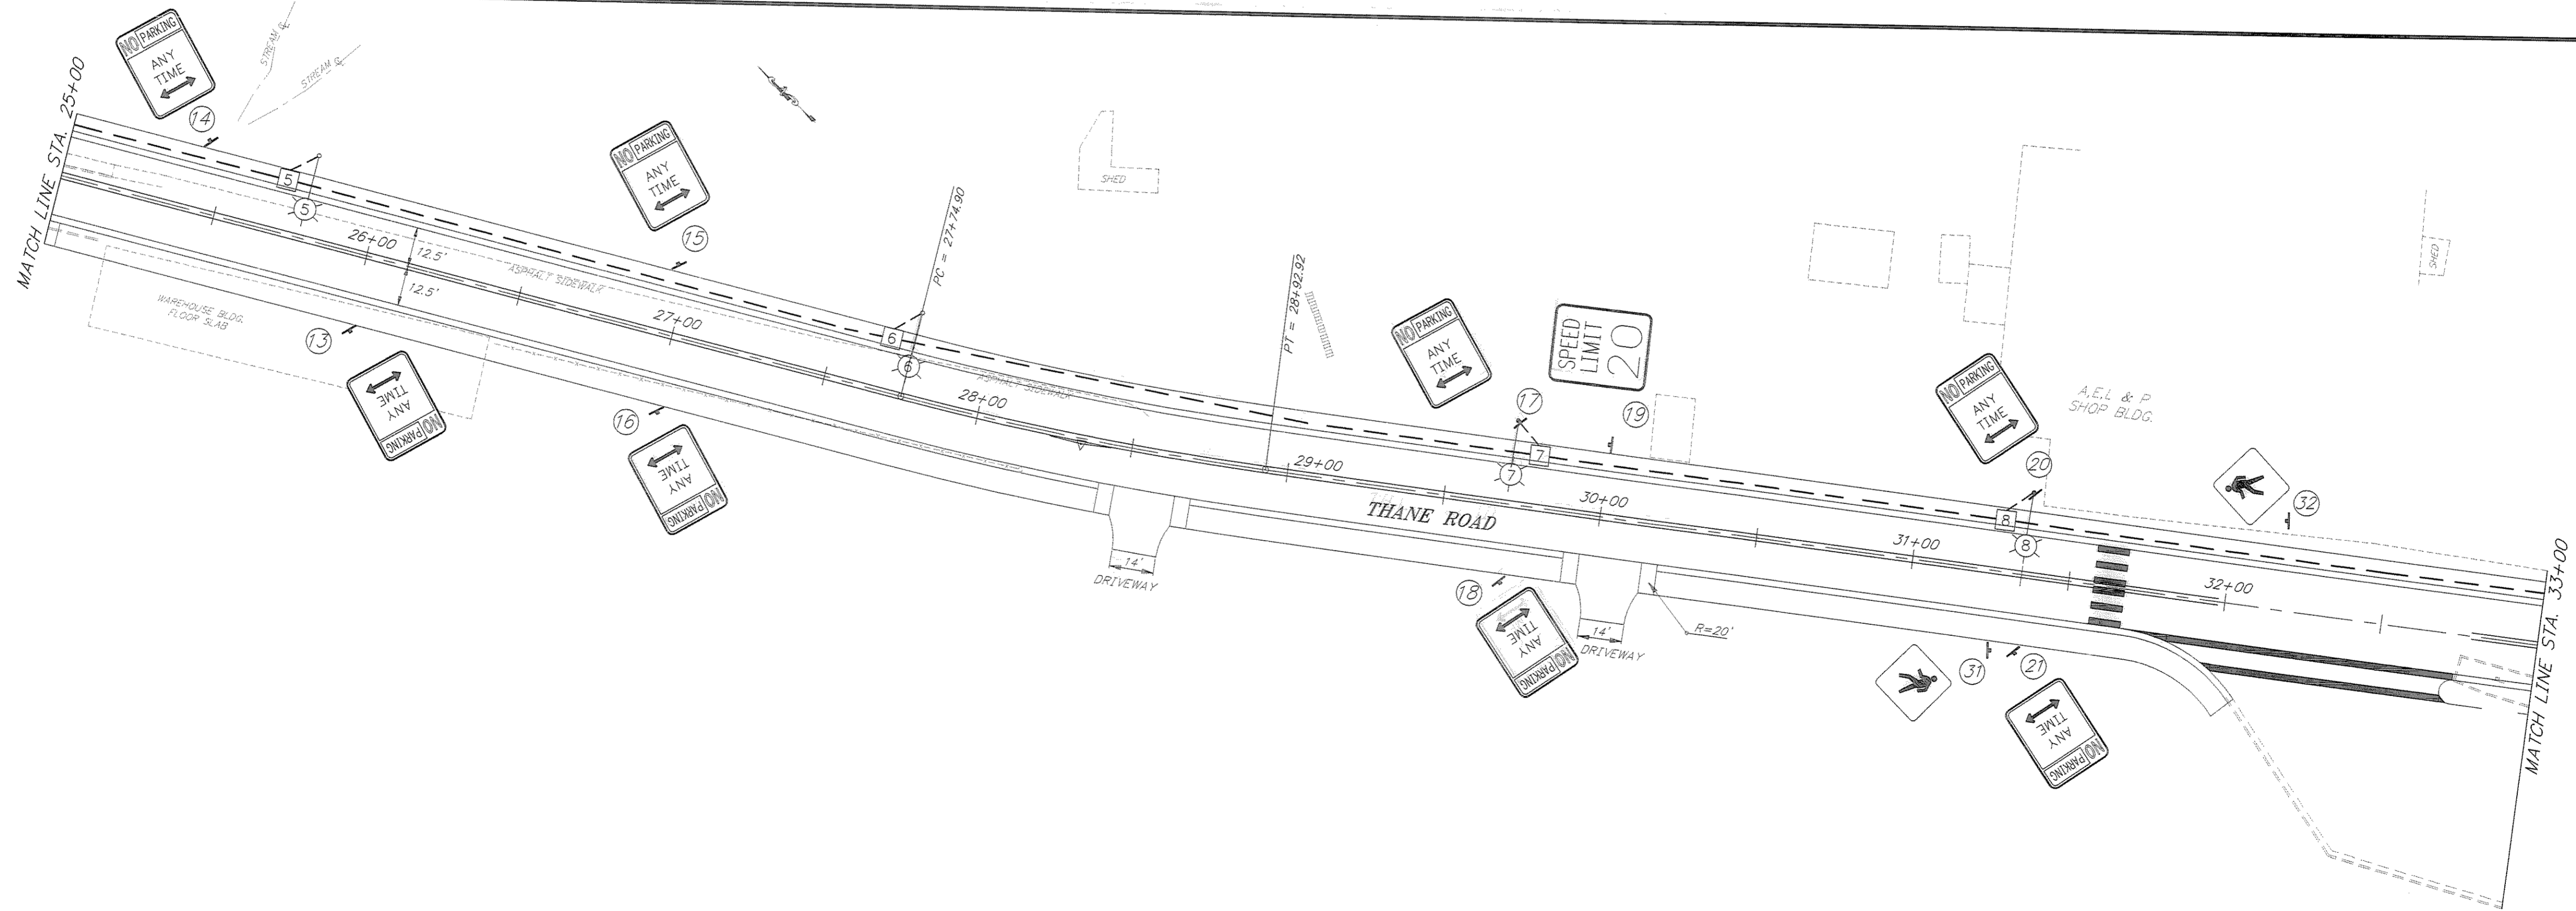 MATCH LINE STA. 25+00
NO PARKING
ANY
TIME
14
STREAM ℄
STREAM ℄
5
5
26+00
12.5'
12.5'
ASPHALT SIDEWALK
WAREHOUSE BLDG.
FLOOR SLAB
13
NO PARKING
ANY
TIME
NO PARKING
ANY
TIME
15
27+00
16
NO PARKING
ANY
TIME
6
6
PC = 27+74.90
28+00
ASPHALT SIDEWALK
SHED
14'
DRIVEWAY
PT = 28+92.92
29+00
THANE ROAD
NO PARKING
ANY
TIME
17
7
7
SPEED
LIMIT
20
19
30+00
18
NO PARKING
ANY
TIME
14'
DRIVEWAY
R=20'
31+00
NO PARKING
ANY
TIME
20
8
8
A,E,L & P
SHOP BLDG.
32
31
21
NO PARKING
ANY
TIME
32+00
SHED
MATCH LINE STA. 33+00